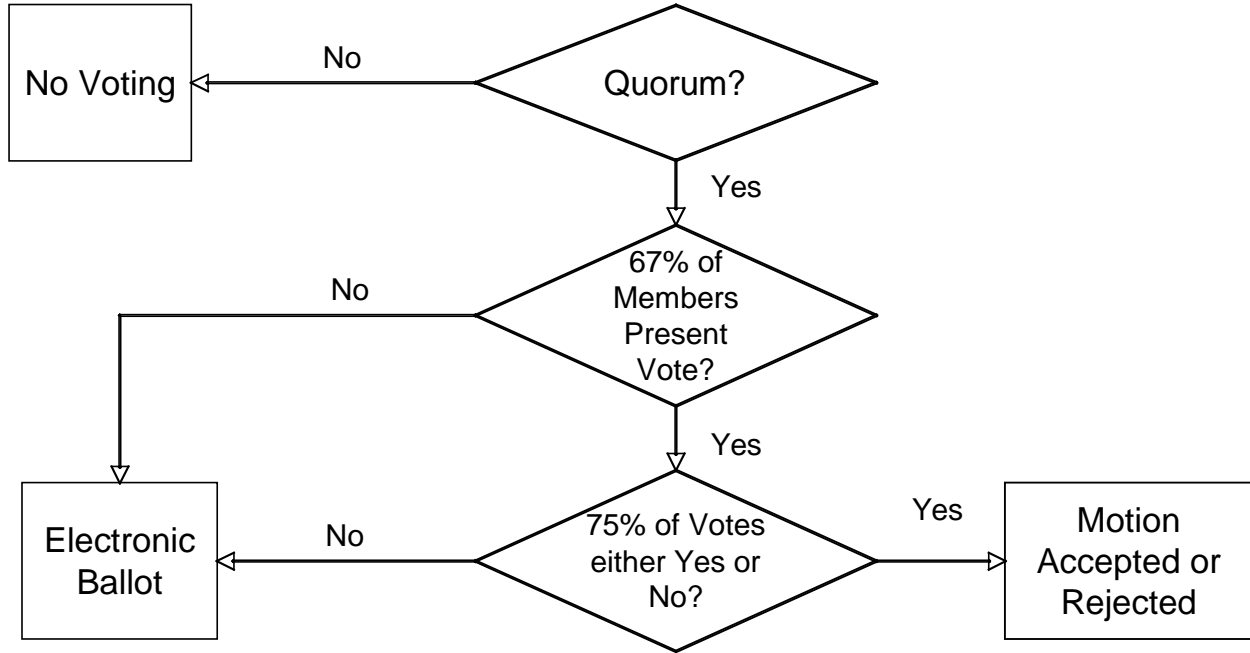 No Voting
No
Quorum?
Yes
67% of
Members
Present
Vote?
No
Yes
Electronic
Ballot
No
75% of Votes
either Yes or
No?
Yes
Motion
Accepted or
Rejected